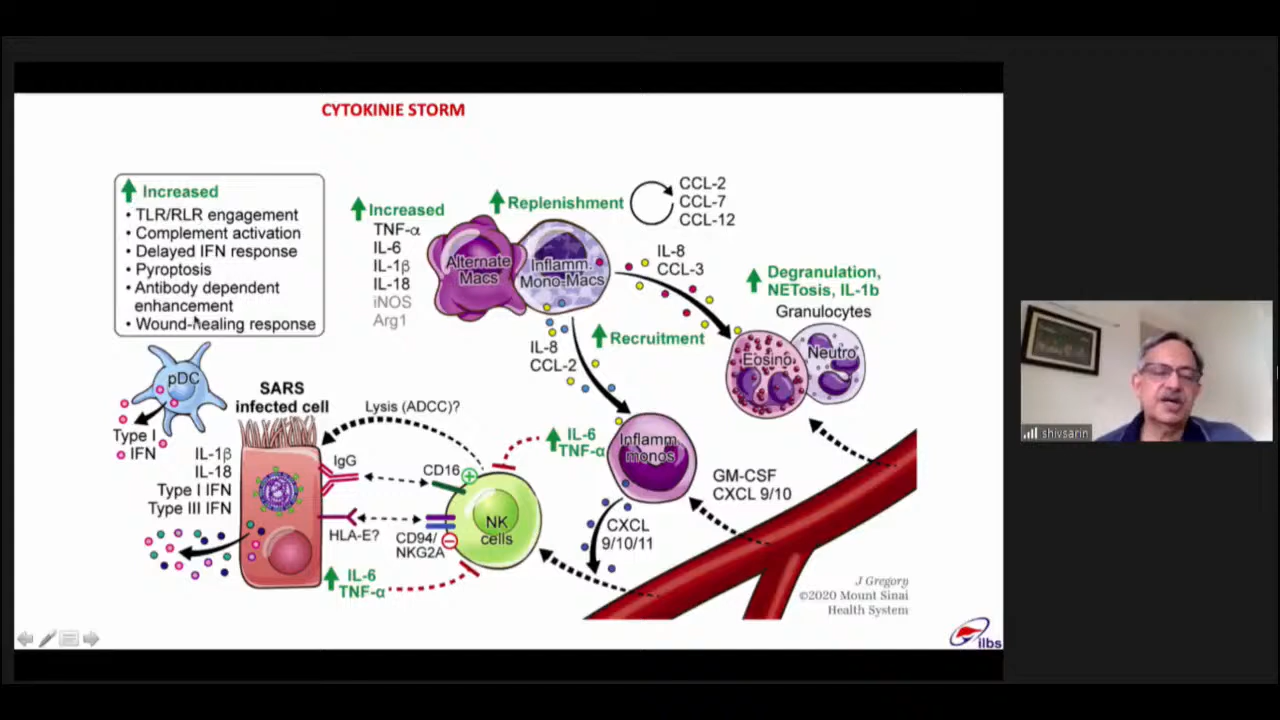 CYTOKINIE STORM
Increased
• TLR/RLR engagement
• Complement activation
• Delayed IFN response
• Pyroptosis
• Antibody dependent
enhancement
• Wound-healing response
Increased
TNF-α
IL-6
IL-1β
IL-18
iNOS
Arg1
Replenishment
CCL-2
CCL-7
CCL-12
Alternate
Macs
Inflamm.
Mono-Macs
IL-8
CCL-3
Degranulation,
NETosis, IL-1b
Granulocytes
Eosino
Neutro
Recruitment
IL-8
CCL-2
pDC
Type I
IFN
SARS
infected cell
Lysis (ADCC)?
IL-1β
IL-18
Type I IFN
Type III IFN
IgG
CD16
HLA-E?
CD94/
NKG2A
NK
cells
IL-6
TNF-α
IL-6
TNF-α
Inflamm
monos
GM-CSF
CXCL 9/10
CXCL
9/10/11
J Gregory
©2020 Mount Sinai
Health System
ilbs
shivsarin